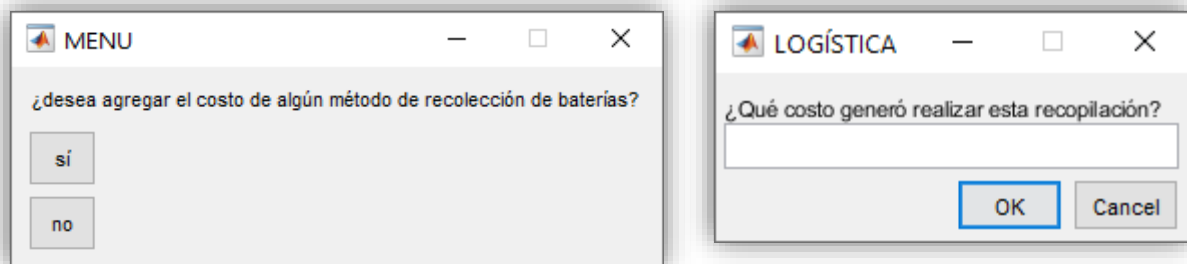 MENU
¿desea agregar el costo de algún método de recolección de baterías?
sí
no
LOGÍSTICA
¿Qué costo generó realizar esta recopilación?
OK
Cancel